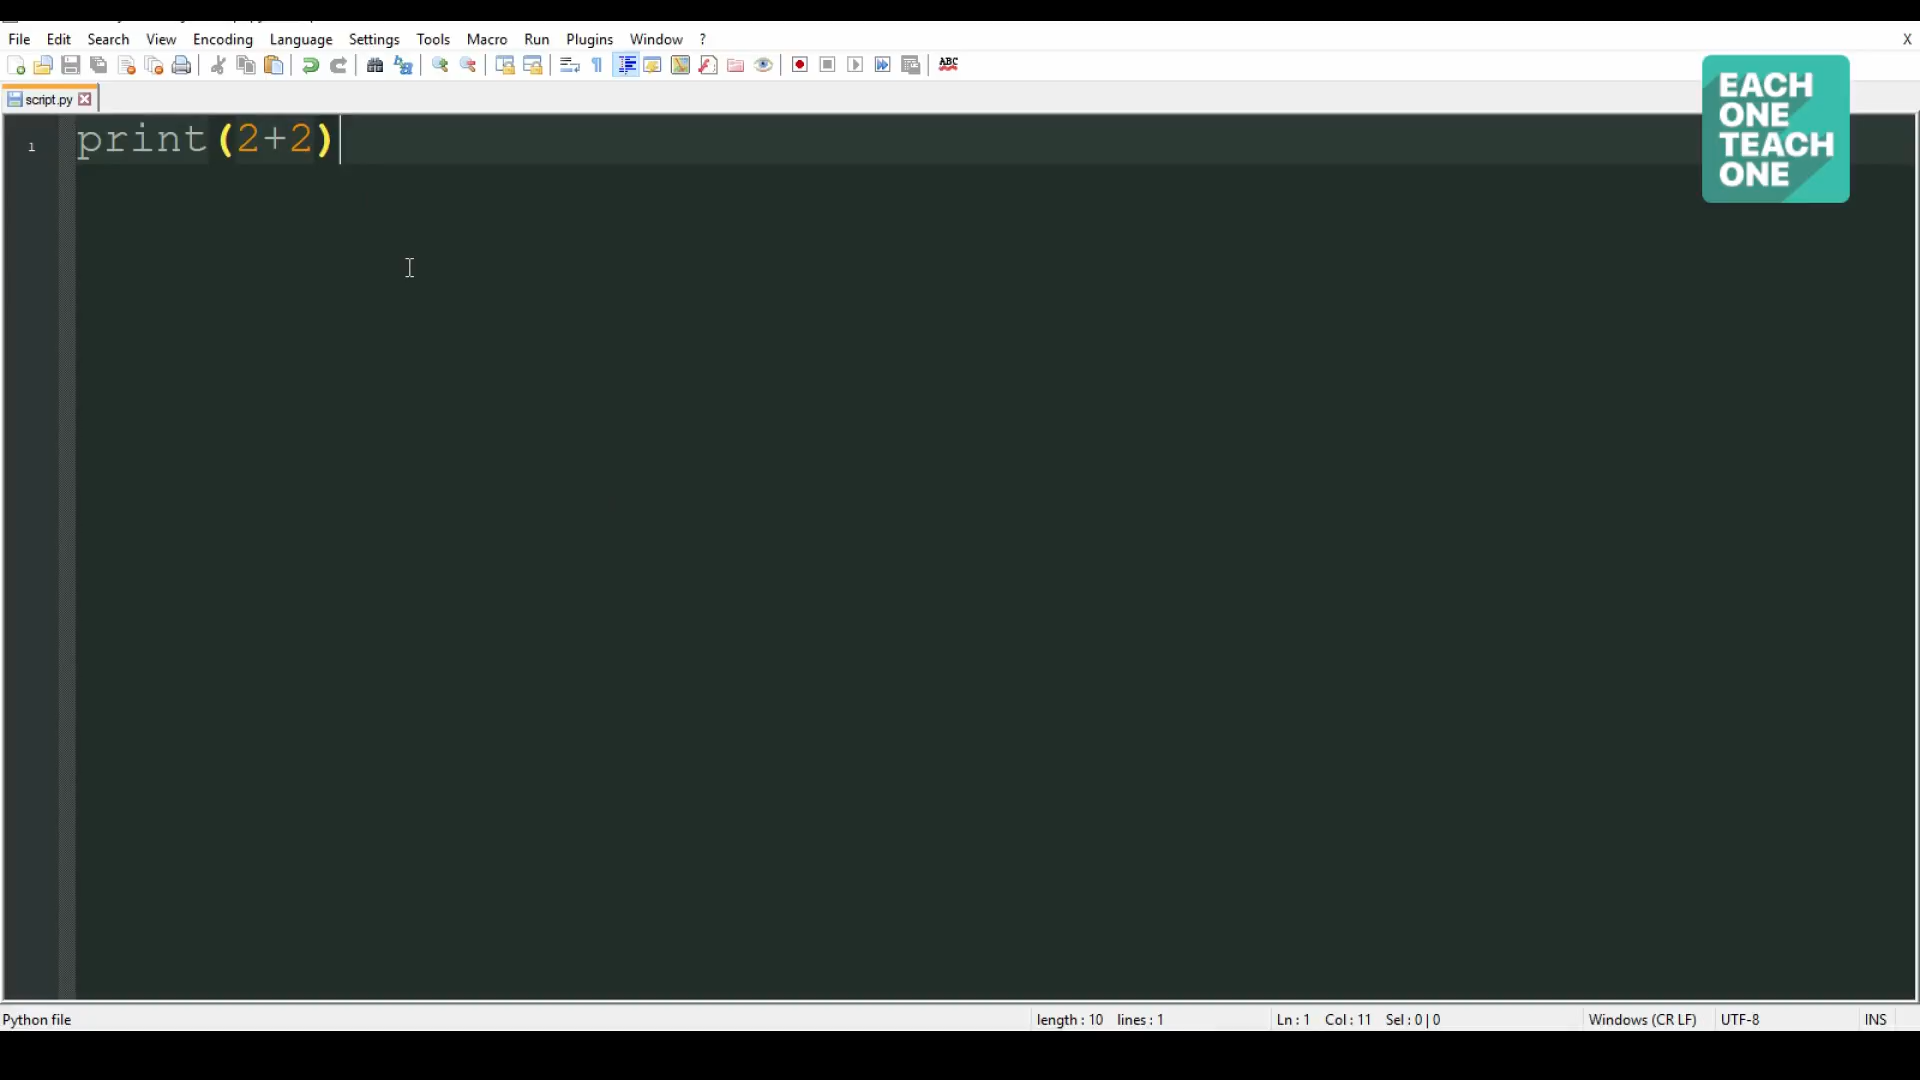 File Edit Search View Encoding Language Settings Tools Macro Run Plugins Window ? X
ABC
script.py
EACH
ONE
TEACH
ONE
1 print(2+2)
Python file length : 10 lines : 1 Ln : 1 Col : 11 Sel : 0 | 0 Windows (CR LF) UTF-8 INS